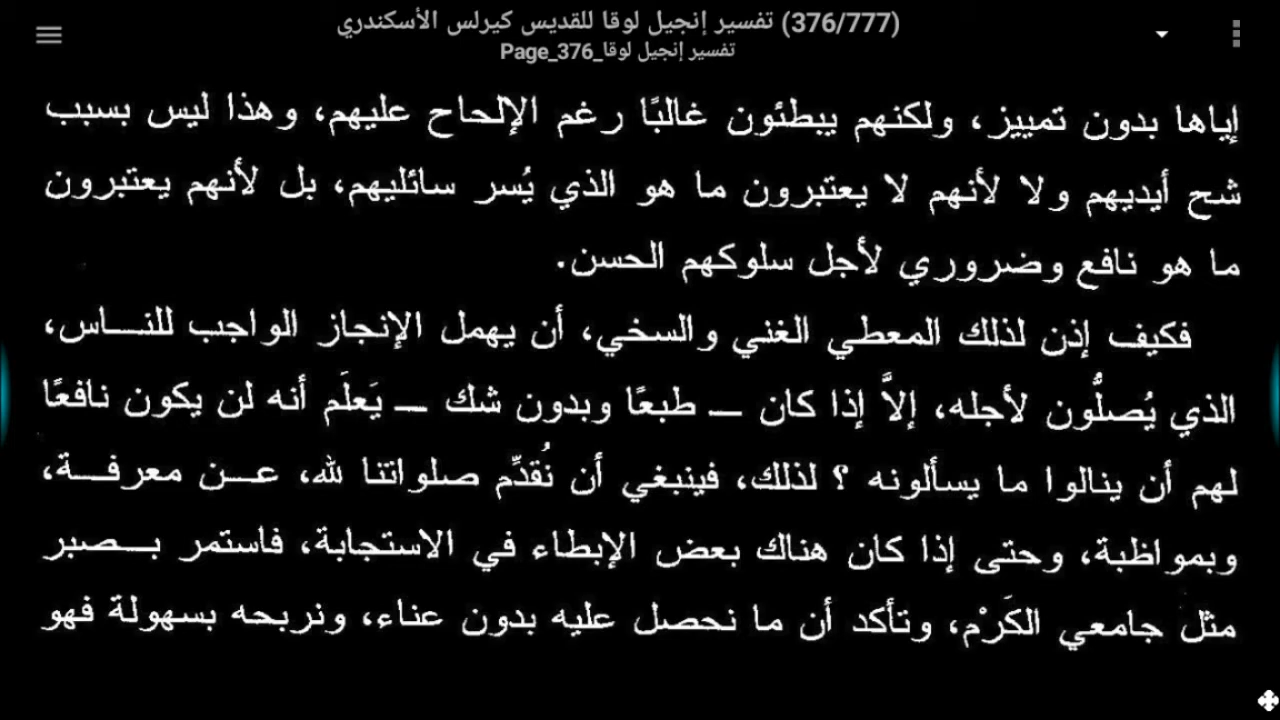 (376/777) تفسير إنجيل لوقا للقديس كيرلس الأسكندري
تفسير إنجيل لوقا_Page_376
إياها بدون تمييز، ولكنهم يبطئون غالبًا رغم الإلحاح عليهم، وهذا ليس بسبب
شح أيديهم ولا لأنهم لا يعتبرون ما هو الذي يُسر سائليهم، بل لأنهم يعتبرون
ما هو نافع وضروري لأجل سلوكهم الحسن.
فكيف إذن لذلك المعطي الغني والسخي، أن يهمل الإنجاز الواجب للنـــاس،
الذي يُصلُّون لأجله، إلاَّ إذا كان ــ طبعًا وبدون شك ــ يَعلَم أنه لن يكون نافعًا
لهم أن ينالوا ما يسألونه ؟ لذلك، فينبغي أن نُقدِّم صلواتنا لله، عـــن معرفـــة،
وبمواظبة، وحتى إذا كان هناك بعض الإبطاء في الاستجابة، فاستمر بـــصبر
مثل جامعي الكَرْم، وتأكد أن ما نحصل عليه بدون عناء، ونربحه بسهولة فهو